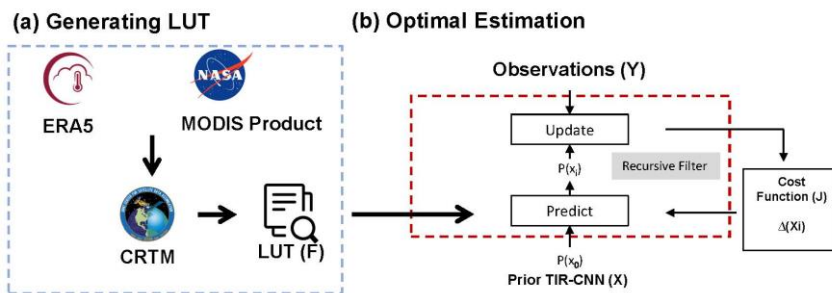 (a) Generating LUT
(b) Optimal Estimation
NASA
ERA5
MODIS Product
CRTM
LUT (F)
Observations (Y)
Update
P(xᵢ)
Recursive Filter
Predict
P(x₀)
Prior TIR-CNN (X)
Cost
Function (J)
Δ(Xi)